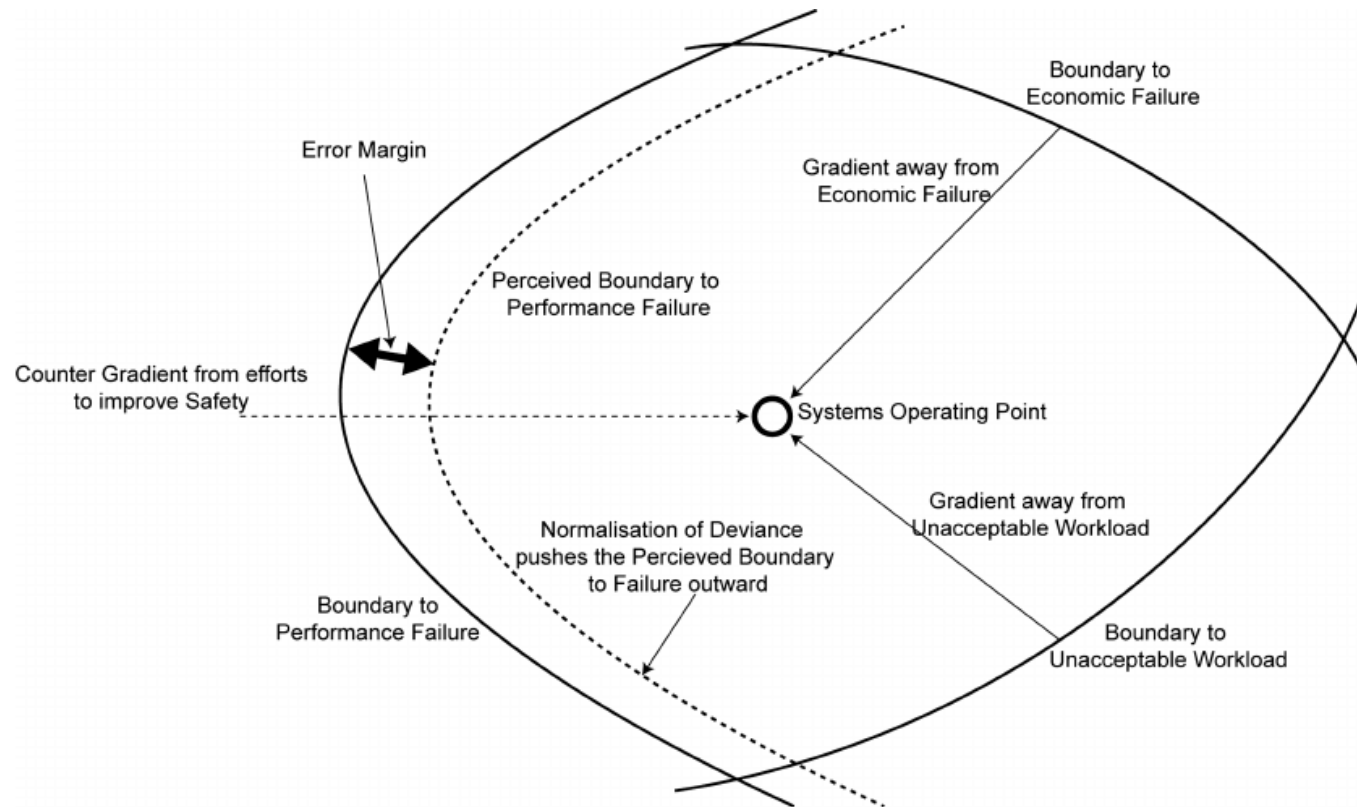 Boundary to
Economic Failure
Error Margin
Gradient away from
Economic Failure
Perceived Boundary to
Performance Failure
Counter Gradient from efforts
to improve Safety
Systems Operating Point
Gradient away from
Unacceptable Workload
Normalisation of Deviance
pushes the Percieved Boundary
to Failure outward
Boundary to
Performance Failure
Boundary to
Unacceptable Workload